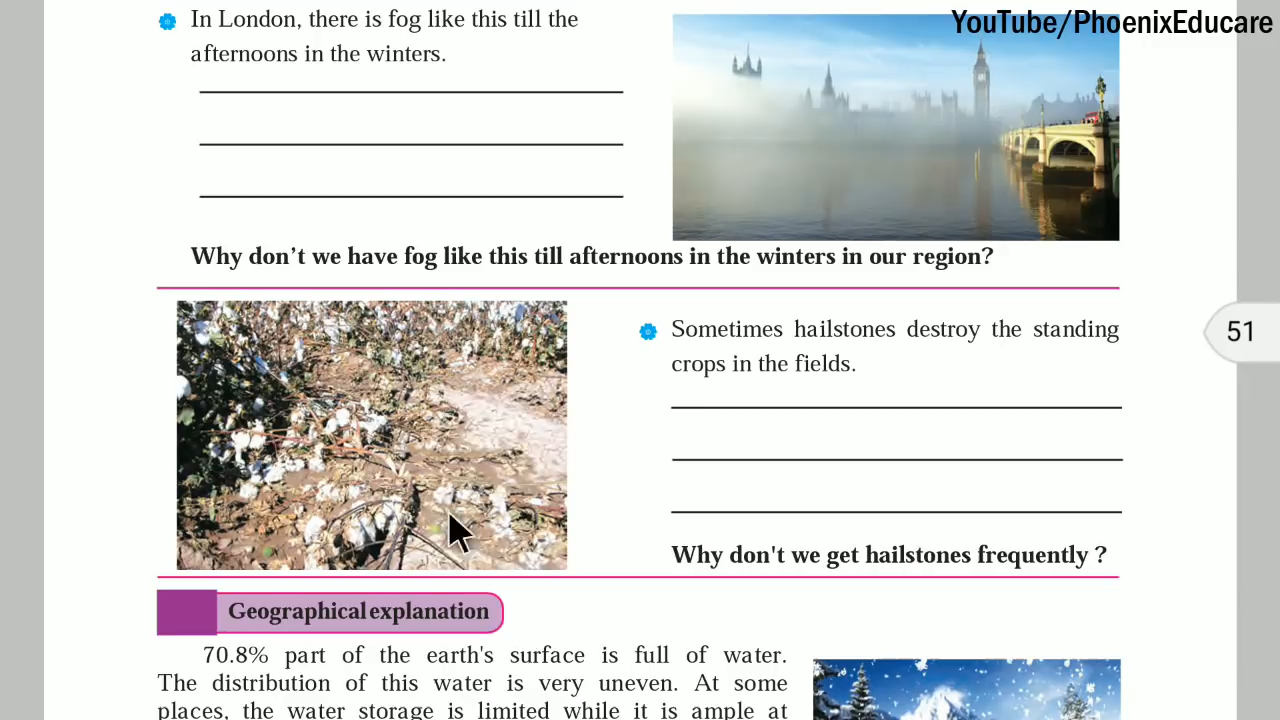 YouTube/PhoenixEducare
In London, there is fog like this till the
afternoons in the winters.
Why don’t we have fog like this till afternoons in the winters in our region?
Sometimes hailstones destroy the standing
crops in the fields.
Why don't we get hailstones frequently ?
51
Geographical explanation
70.8% part of the earth's surface is full of water.
The distribution of this water is very uneven. At some
places, the water storage is limited while it is ample at